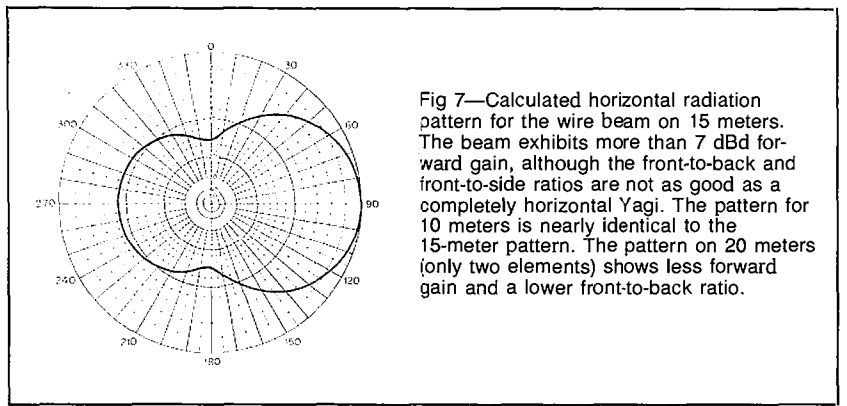 0
30
300
60
270
90
240
120
210
150
180
Fig 7—Calculated horizontal radiation
pattern for the wire beam on 15 meters.
The beam exhibits more than 7 dBd for-
ward gain, although the front-to-back and
front-to-side ratios are not as good as a
completely horizontal Yagi. The pattern for
10 meters is nearly identical to the
15-meter pattern. The pattern on 20 meters
(only two elements) shows less forward
gain and a lower front-to-back ratio.